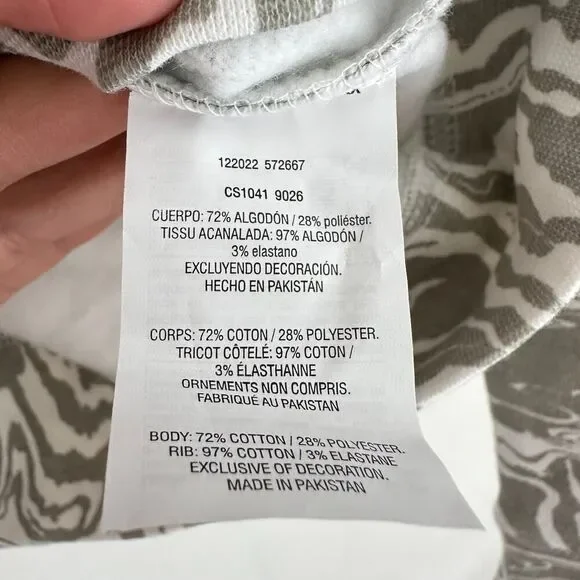 122022 572667
CS1041 9026
CUERPO: 72% ALGODÓN / 28% poliéster.
TISSU ACANALADA: 97% ALGODÓN /
3% elastano
EXCLUYENDO DECORACIÓN.
HECHO EN PAKISTÁN
CORPS: 72% COTON / 28% POLYESTER.
TRICOT CÔTELÉ: 97% COTON /
3% ÉLASTHANNE
ORNEMENTS NON COMPRIS.
FABRIQUÉ AU PAKISTAN
BODY: 72% COTTON / 28% POLYESTER.
RIB: 97% COTTON / 3% ELASTANE
EXCLUSIVE OF DECORATION.
MADE IN PAKISTAN